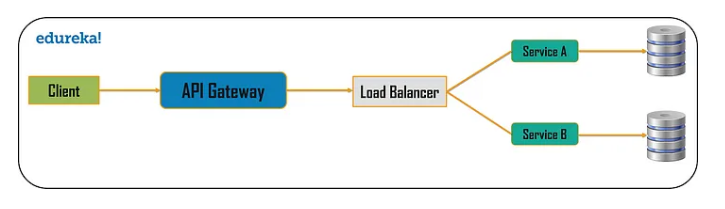 edureka!
Client
API Gateway
Load Balancer
Service A
Service B